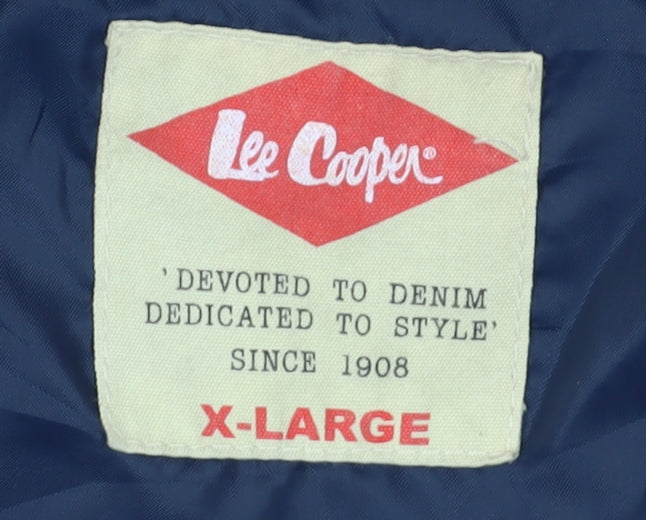 Lee Cooper®
'DEVOTED TO DENIM
DEDICATED TO STYLE'
SINCE 1908
X-LARGE